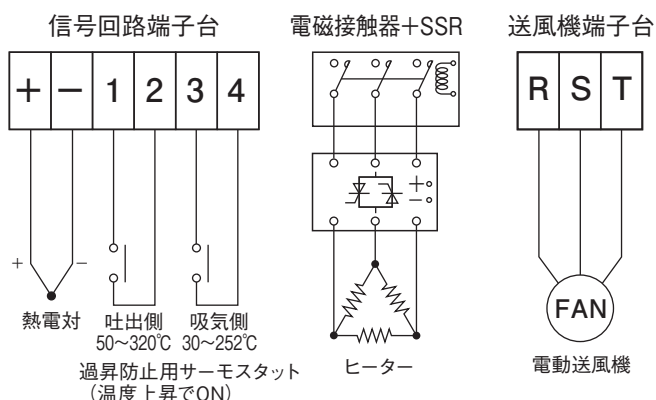 信号回路端子台
電磁接触器+SSR
送風機端子台
+ − 1 2 3 4
R S T
+ −
+ −
熱電対
吐出側
50~320℃
吸気側
30~252℃
過昇防止用サーモスタット
(温度上昇でON)
ヒーター
FAN
電動送風機